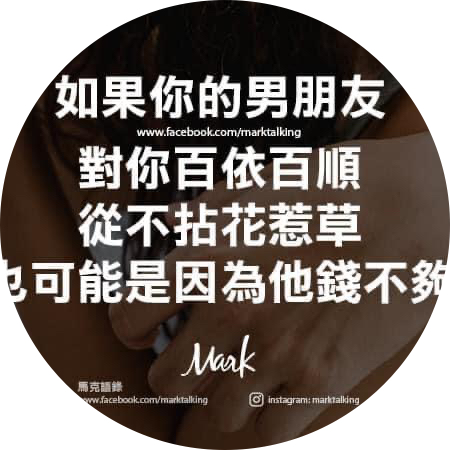 如果你的男朋友
www.facebook.com/marktalking
對你百依百順
從不拈花惹草
也可能是因為他錢不夠
Mark
馬克語錄
www.facebook.com/marktalking
instagram: marktalking